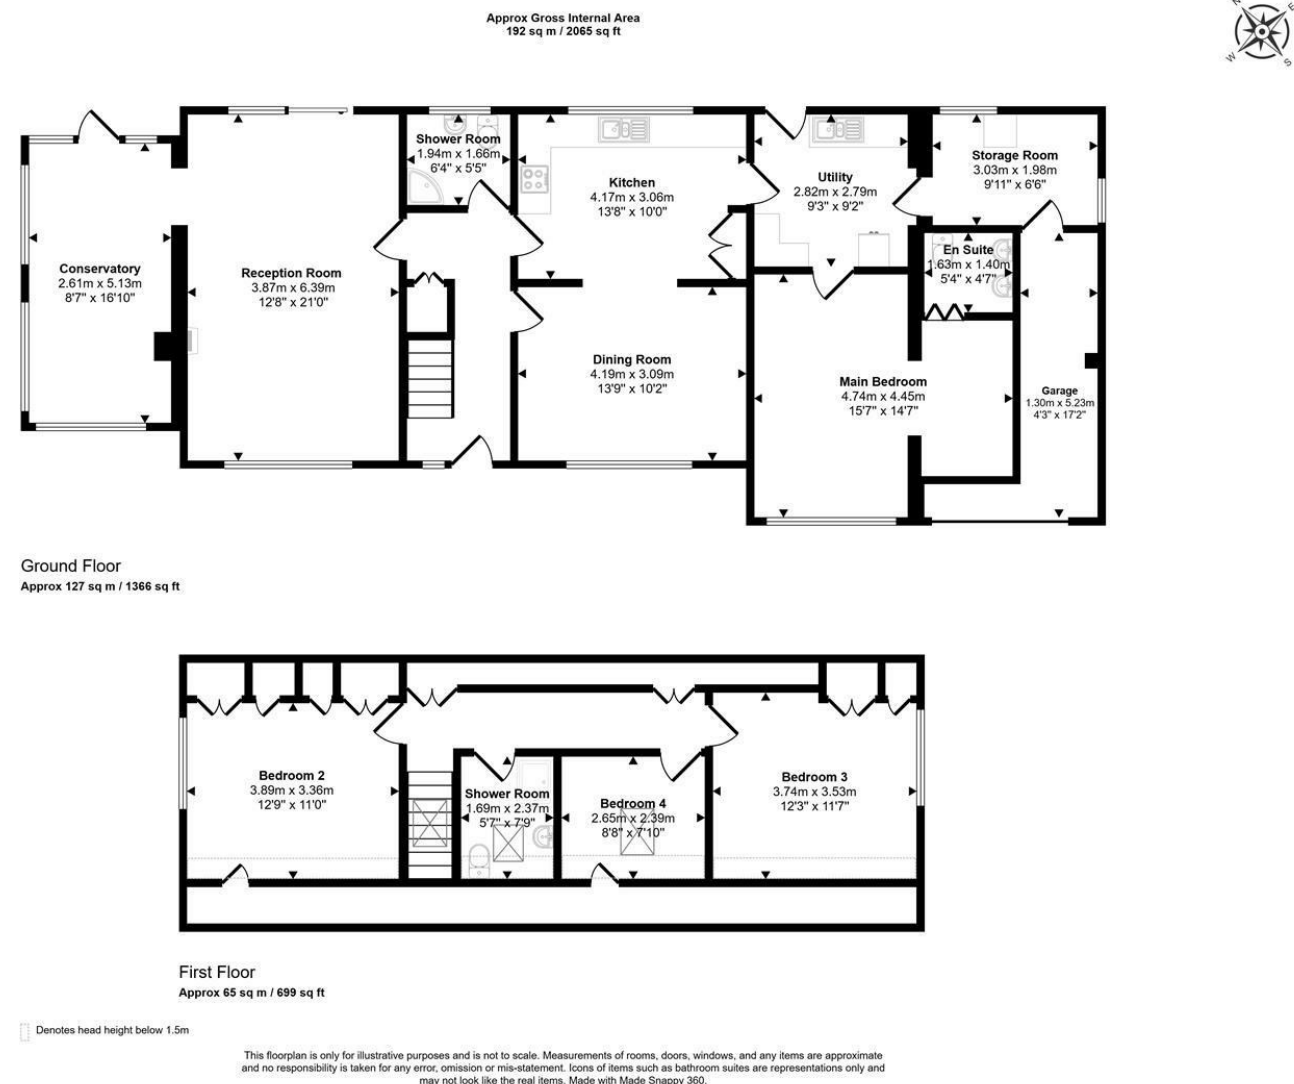 Approx Gross Internal Area
192 sq m / 2065 sq ft
N
E
S
W
Shower Room
1.94m x 1.66m
6'4" x 5'5"
Kitchen
4.17m x 3.06m
13'8" x 10'0"
Utility
2.82m x 2.79m
9'3" x 9'2"
Storage Room
3.03m x 1.98m
9'11" x 6'6"
Conservatory
2.61m x 5.13m
8'7" x 16'10"
Reception Room
3.87m x 6.39m
12'8" x 21'0"
En Suite
1.63m x 1.40m
5'4" x 4'7"
Dining Room
4.19m x 3.09m
13'9" x 10'2"
Main Bedroom
4.74m x 4.45m
15'7" x 14'7"
Garage
1.30m x 5.23m
4'3" x 17'2"
Ground Floor
Approx 127 sq m / 1366 sq ft
Bedroom 2
3.89m x 3.36m
12'9" x 11'0"
Shower Room
1.69m x 2.37m
5'7" x 7'9"
Bedroom 4
2.65m x 2.39m
8'8" x 7'10"
Bedroom 3
3.74m x 3.53m
12'3" x 11'7"
First Floor
Approx 65 sq m / 699 sq ft
Denotes head height below 1.5m
This floorplan is only for illustrative purposes and is not to scale. Measurements of rooms, doors, windows, and any items are approximate
and no responsibility is taken for any error, omission or mis-statement. Icons of items such as bathroom suites are representations only and
may not look like the real items. Made with Made Snappy 360.